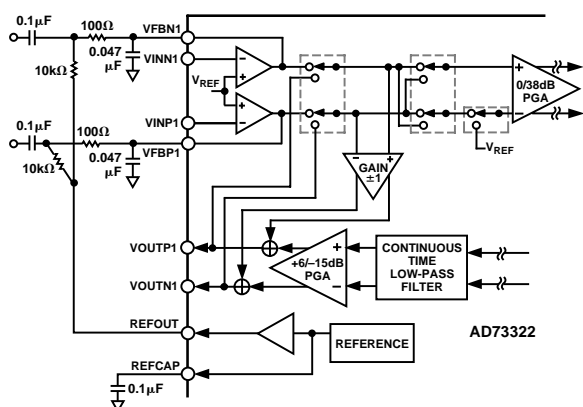 0.1μF
100Ω
VFBN1
0.047
μF
VINN1
10kΩ
VREF
0/38dB
PGA
0.1μF
100Ω
VINP1
10kΩ
0.047
μF
VFBP1
VREF
GAIN
±1
VOUTP1
+6/–15dB
PGA
CONTINUOUS
TIME
LOW-PASS
FILTER
VOUTN1
REFOUT
REFERENCE
AD73322
REFCAP
0.1μF